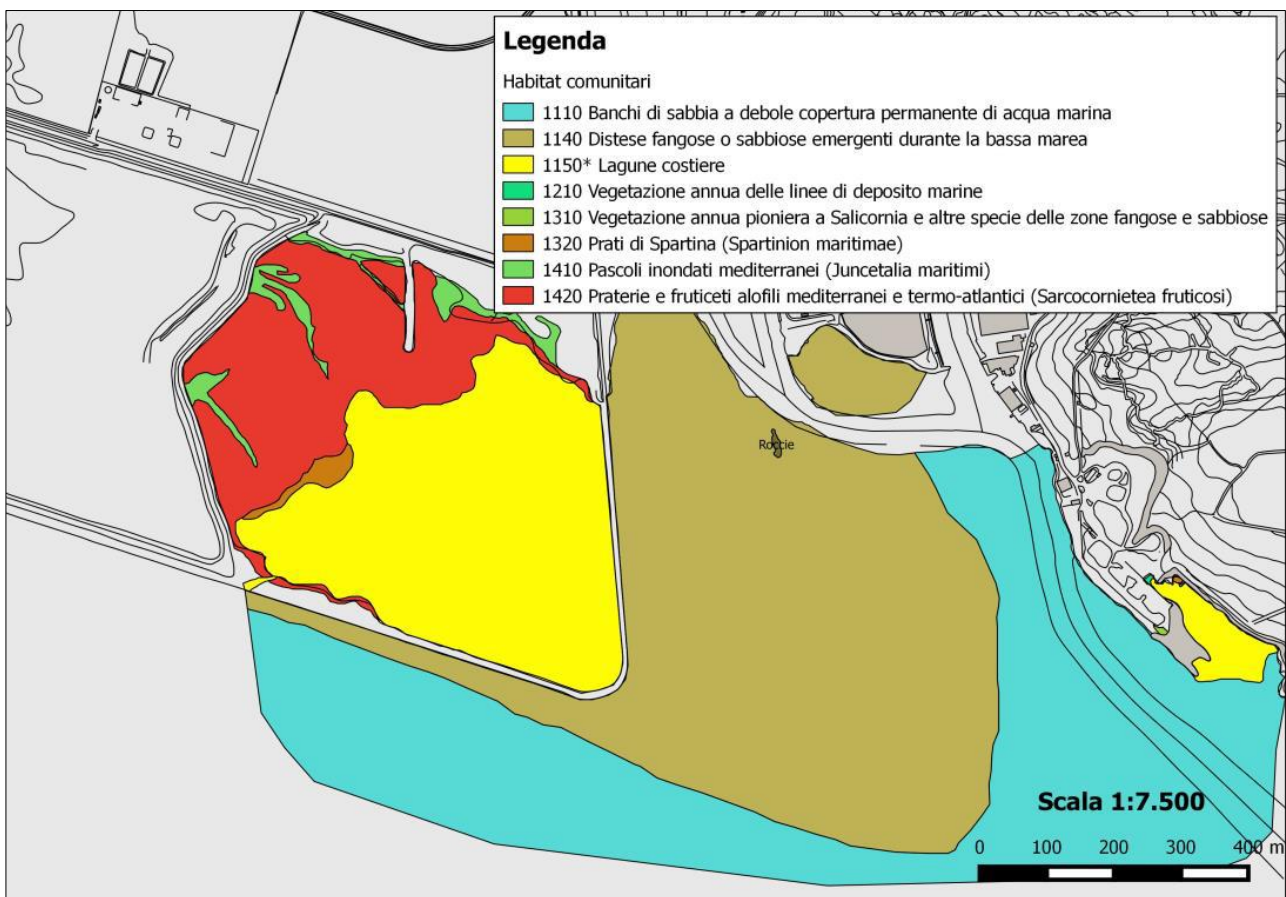 Legenda
Habitat comunitari
1110 Banchi di sabbia a debole copertura permanente di acqua marina
1140 Distese fangose o sabbiose emergenti durante la bassa marea
1150* Lagune costiere
1210 Vegetazione annua delle linee di deposito marine
1310 Vegetazione annua pioniera a Salicornia e altre specie delle zone fangose e sabbiose
1320 Prati di Spartina (Spartinion maritimae)
1410 Pascoli inondati mediterranei (Juncetalia maritimi)
1420 Praterie e fruticeti alofili mediterranei e termo-atlantici (Sarcocornietea fruticosi)
Roccie
Scala 1:7.500
0 100 200 300 400 m